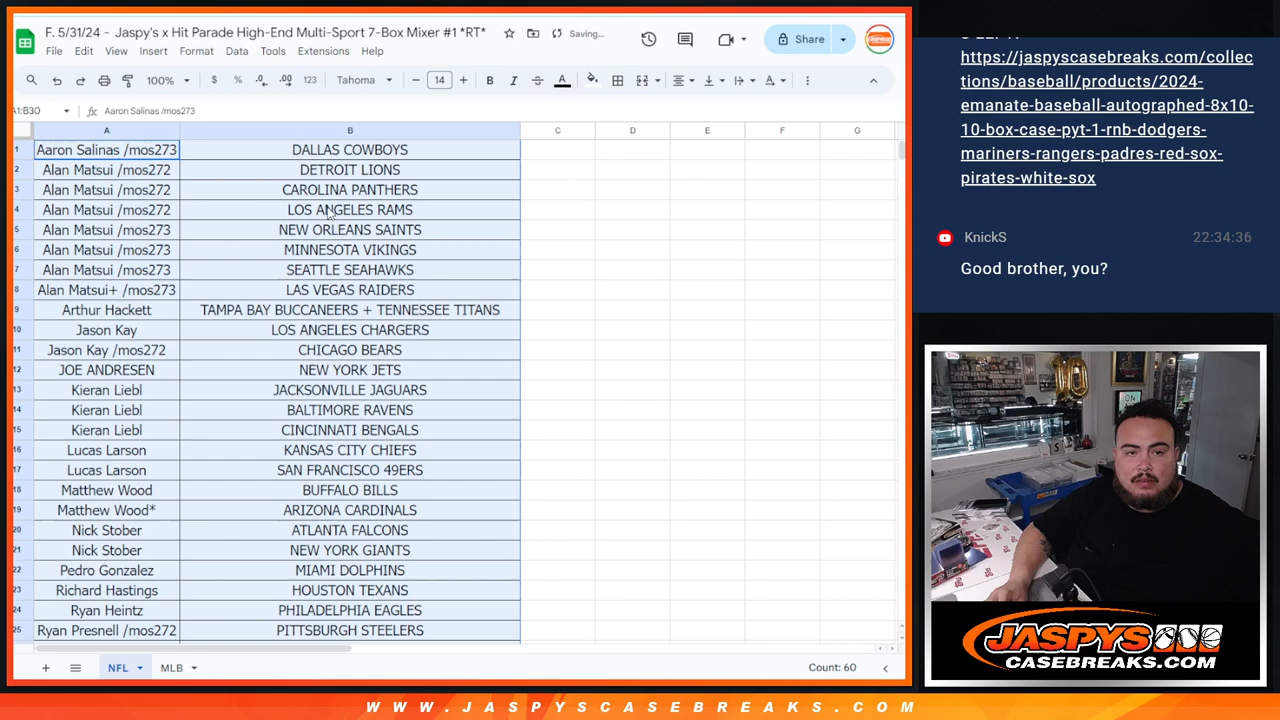 F. 5/31/24 - Jaspy's x Hit Parade High-End Multi-Sport 7-Box Mixer #1 *RT*
Saving...
Share
File Edit View Insert Format Data Tools Extensions Help
100% $ % .0 .00 123 Tahoma 14 B I A
A1:B30 fx Aaron Salinas /mos273
A B C D E F G
1 Aaron Salinas /mos273 DALLAS COWBOYS
2 Alan Matsui /mos272 DETROIT LIONS
3 Alan Matsui /mos272 CAROLINA PANTHERS
4 Alan Matsui /mos272 LOS ANGELES RAMS
5 Alan Matsui /mos273 NEW ORLEANS SAINTS
6 Alan Matsui /mos273 MINNESOTA VIKINGS
7 Alan Matsui /mos273 SEATTLE SEAHAWKS
8 Alan Matsui+ /mos273 LAS VEGAS RAIDERS
9 Arthur Hackett TAMPA BAY BUCCANEERS + TENNESSEE TITANS
10 Jason Kay LOS ANGELES CHARGERS
11 Jason Kay /mos272 CHICAGO BEARS
12 JOE ANDRESEN NEW YORK JETS
13 Kieran Liebl JACKSONVILLE JAGUARS
14 Kieran Liebl BALTIMORE RAVENS
15 Kieran Liebl CINCINNATI BENGALS
16 Lucas Larson KANSAS CITY CHIEFS
17 Lucas Larson SAN FRANCISCO 49ERS
18 Matthew Wood BUFFALO BILLS
19 Matthew Wood* ARIZONA CARDINALS
20 Nick Stober ATLANTA FALCONS
21 Nick Stober NEW YORK GIANTS
22 Pedro Gonzalez MIAMI DOLPHINS
23 Richard Hastings HOUSTON TEXANS
24 Ryan Heintz PHILADELPHIA EAGLES
25 Ryan Presnell /mos272 PITTSBURGH STEELERS
NFL MLB Count: 60
https://jaspyscasebreaks.com/collec
tions/baseball/products/2024-
emanate-baseball-autographed-8x10-
10-box-case-pyt-1-rnb-dodgers-
mariners-rangers-padres-red-sox-
pirates-white-sox
KnickS 22:34:36
Good brother, you?
10
JASPYS
CASEBREAKS.COM
WWW.JASPYSCASEBREAKS.COM